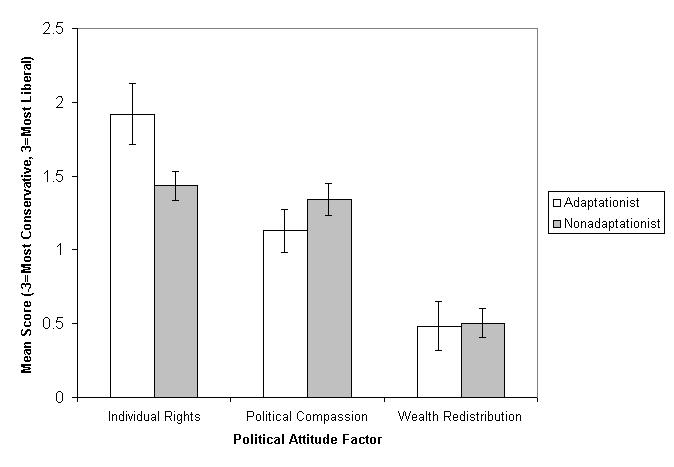 Mean Score (-3=Most Conservative, 3=Most Liberal)
2.5
2
1.5
1
0.5
0
Individual Rights
Political Compassion
Wealth Redistribution
Political Attitude Factor
Adaptationist
Nonadaptationist